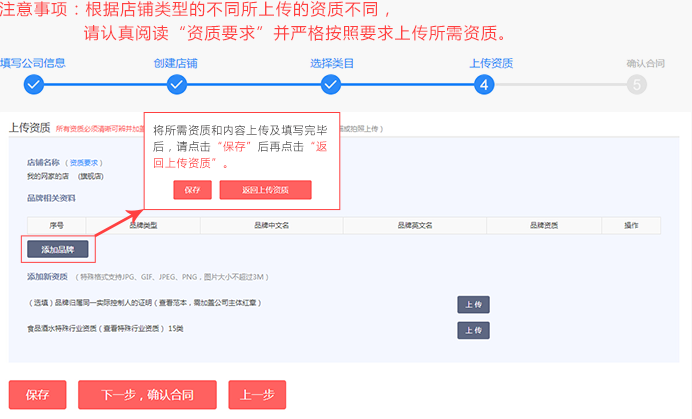 注意事项：根据店铺类型的不同所上传的资质不同，
请认真阅读“资质要求”并严格按照要求上传所需资质。
填写公司信息 创建店铺 选择类目 上传资质 确认合同
4 5
上传资质 所有资质必须清晰可辨并加盖 或拍照上传）
将所需资质和内容上传及填写完毕
后，请点击“保存”后再点击“返
回上传资质”。
保存 返回上传资质
店铺名称 （资质要求）
我的网家的店 （旗舰店）
品牌相关资料
序号 品牌类型 品牌中文名 品牌英文名 品牌资质 操作
添加品牌
添加新资质 （特殊格式支持JPG、GIF、JPEG、PNG，图片大小不超过3M）
（选填）品牌归属同一实际控制人的证明（查看范本，需加盖公司主体红章） 上 传
食品酒水特殊行业资质（查看特殊行业资质） 15类 上 传
保存 下一步，确认合同 上一步